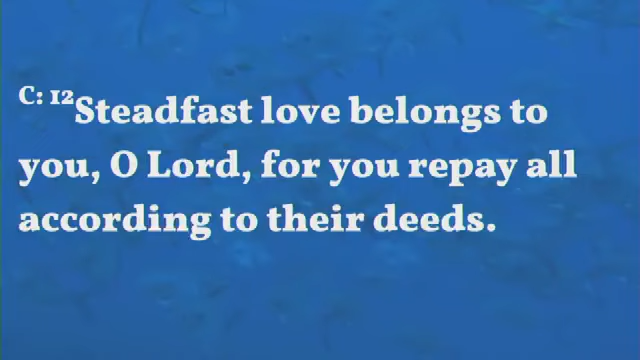 C: 12Steadfast love belongs to
you, O Lord, for you repay all
according to their deeds.